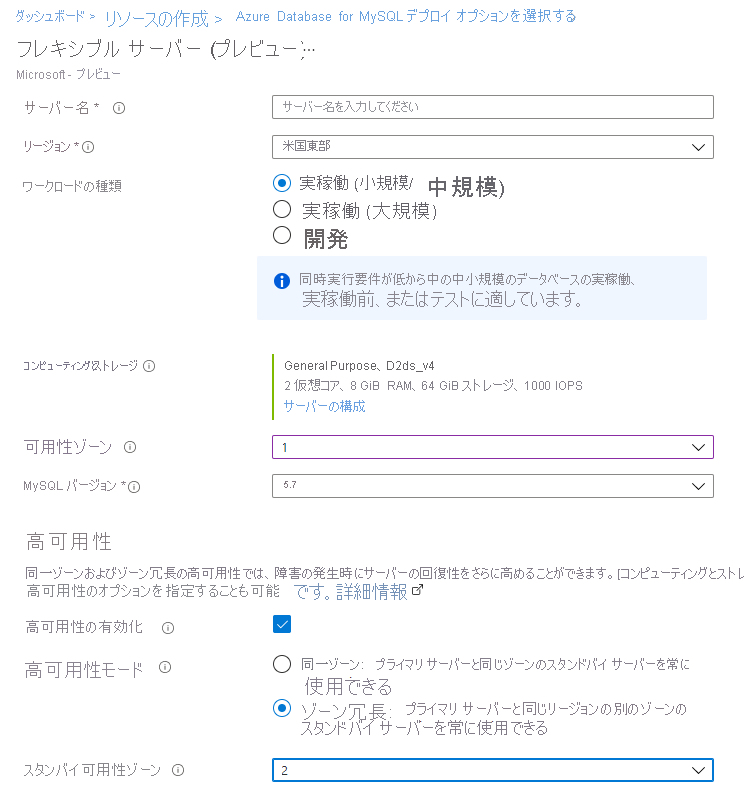 ダッシュボード > リソースの作成 > Azure Database for MySQL デプロイ オプションを選択する
フレキシブル サーバー (プレビュー)…
Microsoft - プレビュー
サーバー名 *
サーバー名を入力してください
リージョン *
米国東部
ワークロードの種類
実稼働 (小規模/ 中規模)
実稼働 (大規模)
開発
同時実行要件が低から中の中小規模のデータベースの実稼働、
実稼働前、またはテストに適しています。
コンピューティング/ストレージ
General Purpose、D2ds_v4
2 仮想コア、8 GiB RAM、64 GiB ストレージ、1000 IOPS
サーバーの構成
可用性ゾーン
1
MySQL バージョン *
5.7
高可用性
同一ゾーンおよびゾーン冗長の高可用性では、障害の発生時にサーバーの回復性をさらに高めることができます。[コンピューティングとストレ
高可用性のオプションを指定することも可能 です。詳細情報
高可用性の有効化
高可用性モード
同一ゾーン: プライマリ サーバーと同じゾーンのスタンドバイ サーバーを常に
使用できる
ゾーン冗長: プライマリ サーバーと同じリージョンの別のゾーンの
スタンドバイ サーバーを常に使用できる
スタンバイ可用性ゾーン
2